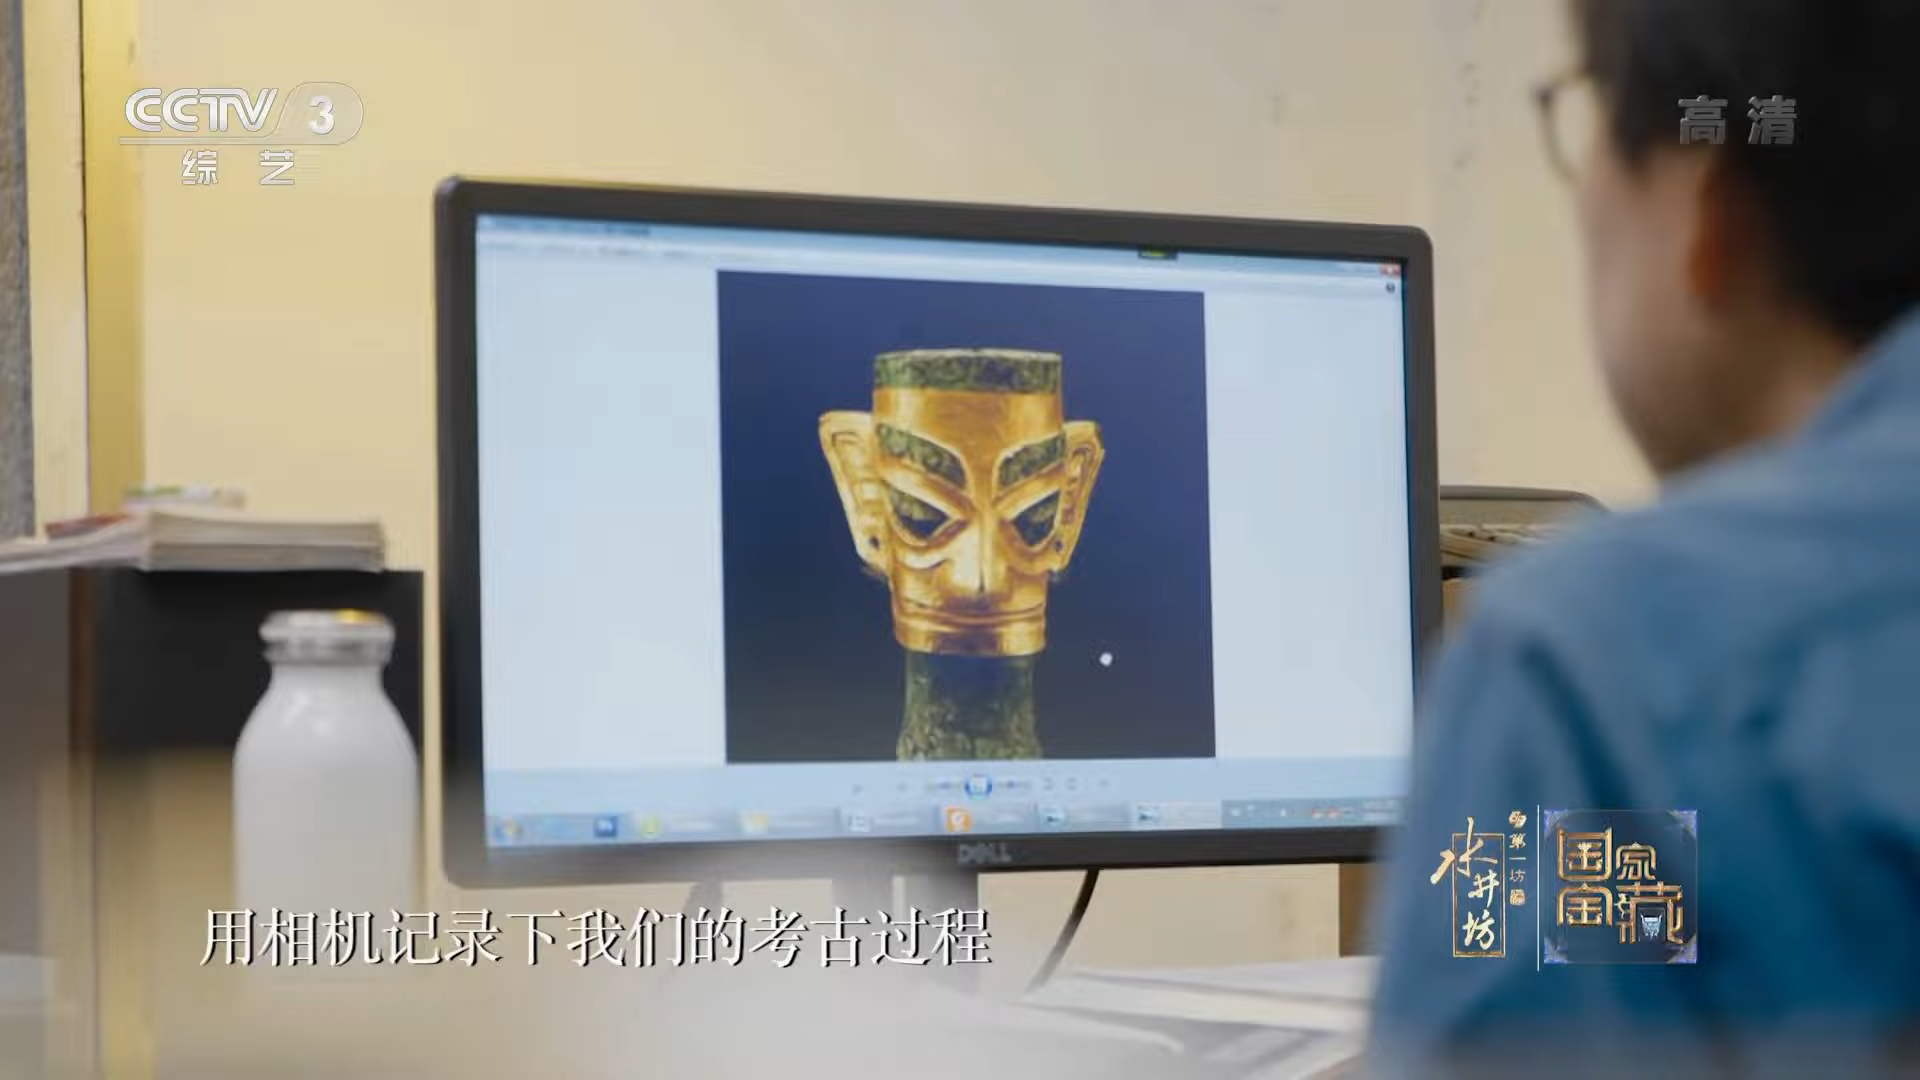 CCTV 3
综艺
高清
DELL
水井坊
第一坊
国家宝藏
用相机记录下我们的考古过程